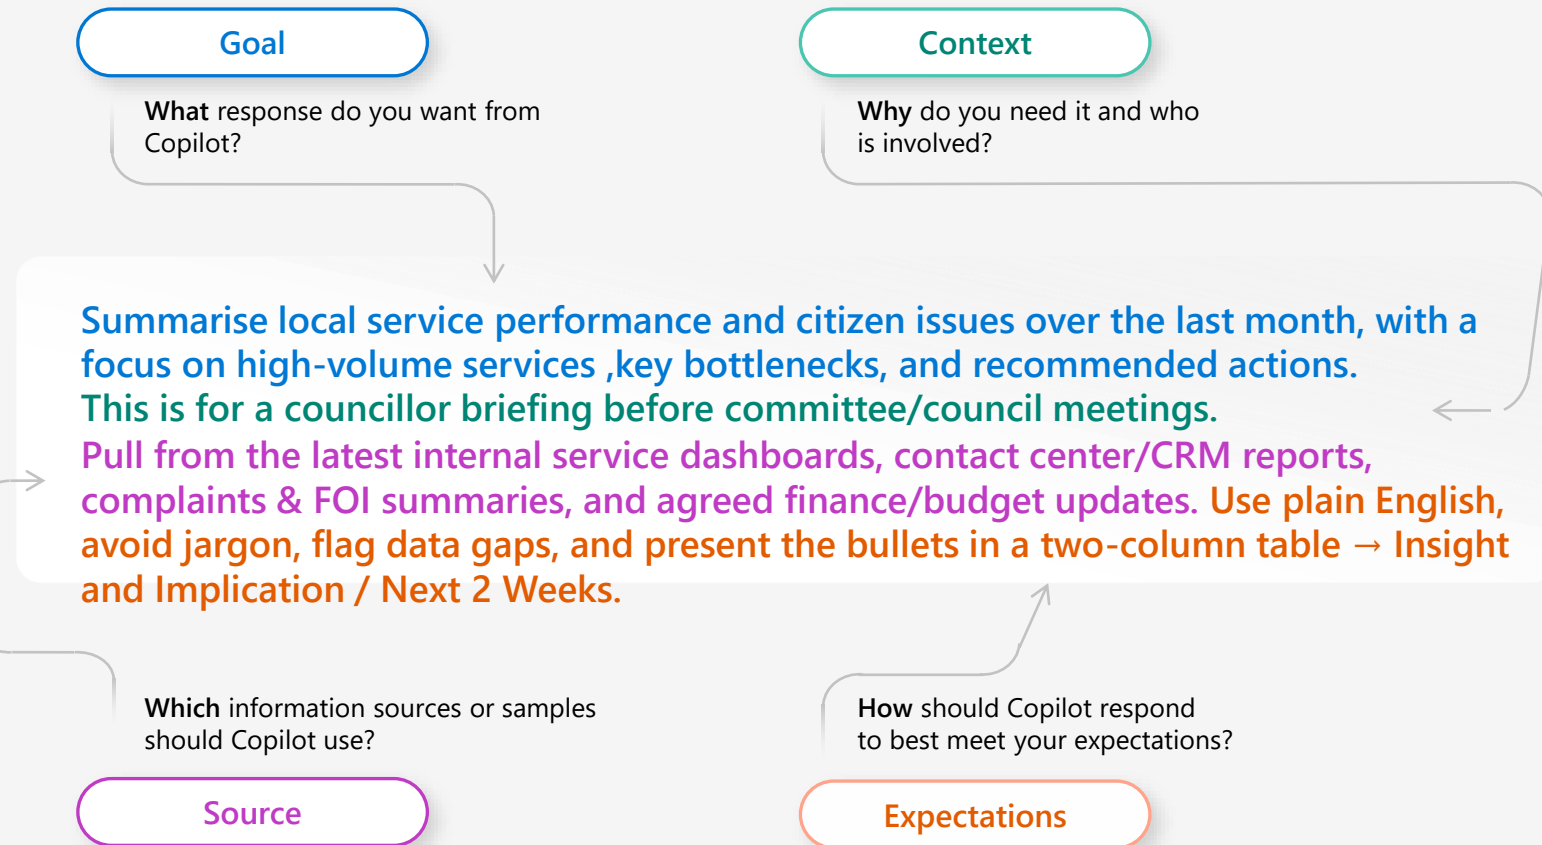 Goal
Context
What response do you want from
Copilot?
Why do you need it and who
is involved?
Summarise local service performance and citizen issues over the last month, with a
focus on high-volume services ,key bottlenecks, and recommended actions.
This is for a councillor briefing before committee/council meetings.
Pull from the latest internal service dashboards, contact center/CRM reports,
complaints & FOI summaries, and agreed finance/budget updates. Use plain English,
avoid jargon, flag data gaps, and present the bullets in a two-column table → Insight
and Implication / Next 2 Weeks.
Which information sources or samples
should Copilot use?
How should Copilot respond
to best meet your expectations?
Source
Expectations